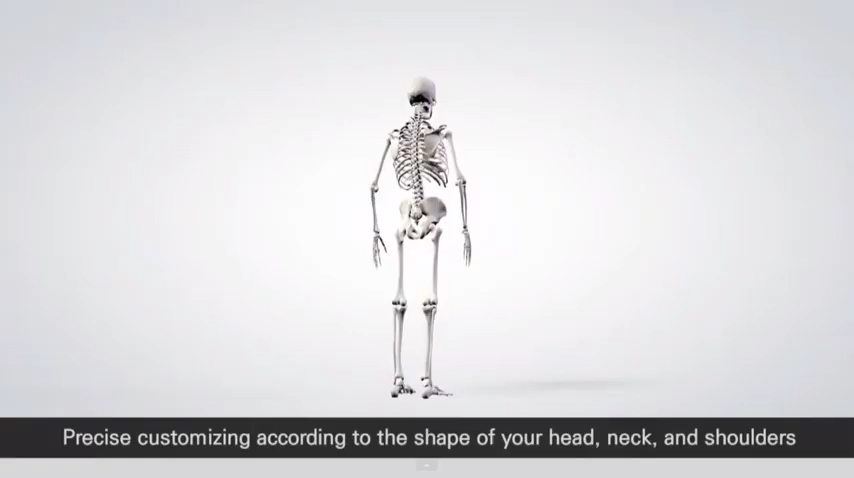 Precise customizing according to the shape of your head, neck, and shoulders